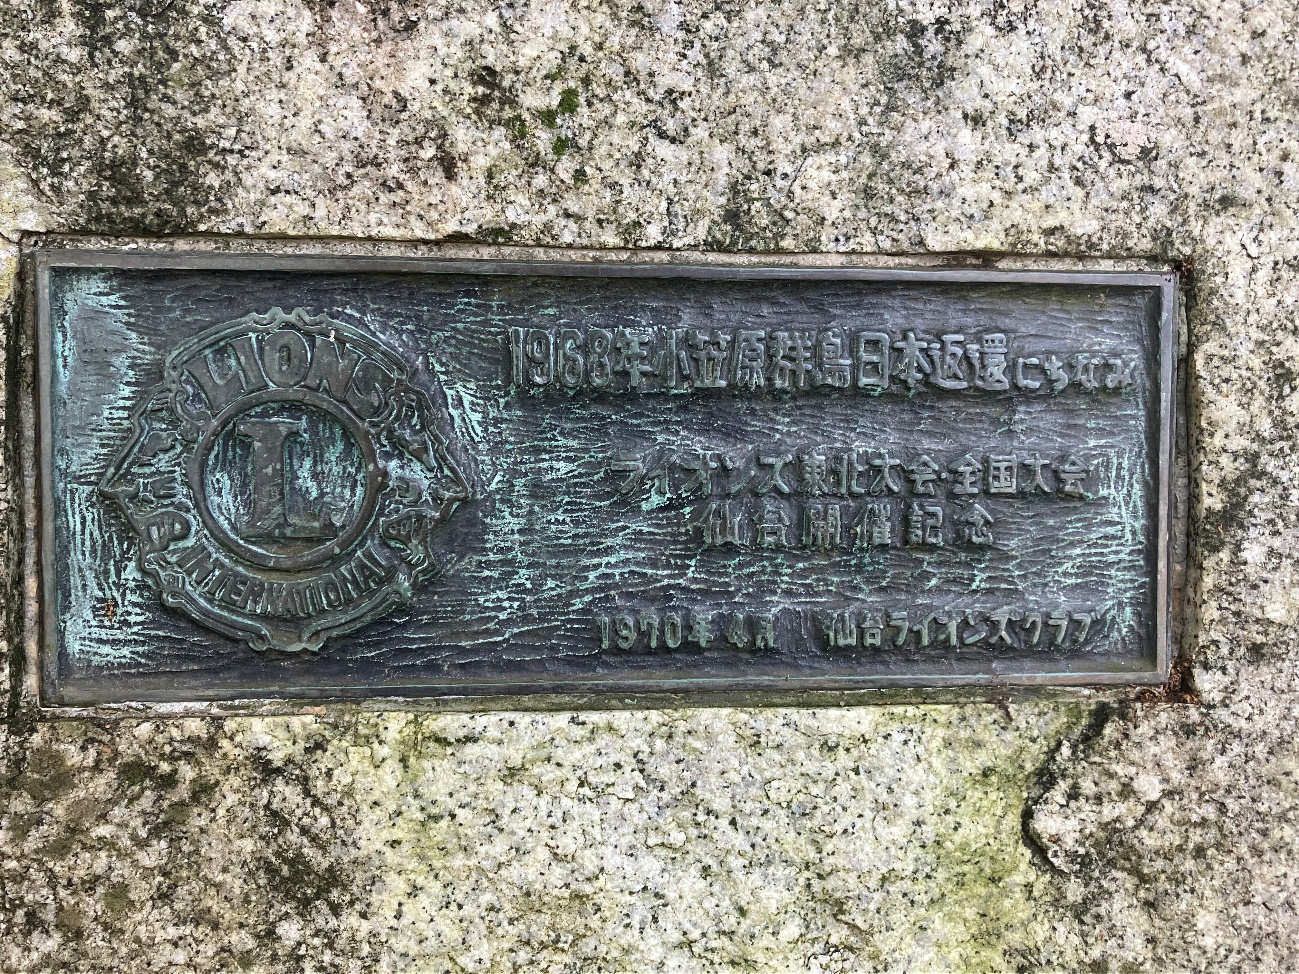 LIONS
L
INTERNATIONAL
1968年小笠原群島日本返還にちなみ
ライオンズ東北大会・全国大会
仙台開催記念
1970年4月 仙台ライオンズクラブ